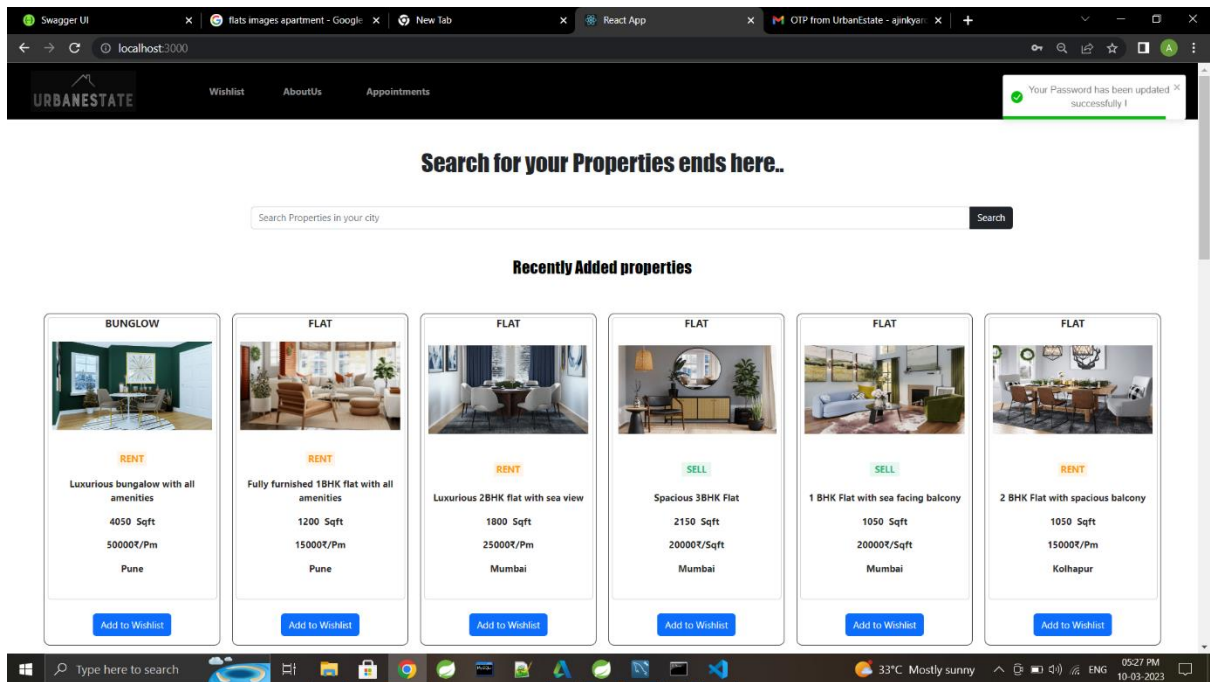 Swagger UI
flats images apartment - Google
New Tab
React App
OTP from UrbanEstate - ajinkyan
localhost:3000
A
URBANESTATE
Wishlist AboutUs Appointments
Your Password has been updated
successfully !
Search for your Properties ends here..
Search Properties in your city
Search
Recently Added properties
BUNGLOW
RENT
Luxurious bungalow with all
amenities
4050 Sqft
50000₹/Pm
Pune
Add to Wishlist
FLAT
RENT
Fully furnished 1BHK flat with all
amenities
1200 Sqft
15000₹/Pm
Pune
Add to Wishlist
FLAT
RENT
Luxurious 2BHK flat with sea view
1800 Sqft
25000₹/Pm
Mumbai
Add to Wishlist
FLAT
SELL
Spacious 3BHK Flat
2150 Sqft
20000₹/Sqft
Mumbai
Add to Wishlist
FLAT
SELL
1 BHK Flat with sea facing balcony
1050 Sqft
20000₹/Sqft
Mumbai
Add to Wishlist
FLAT
RENT
2 BHK Flat with spacious balcony
1050 Sqft
15000₹/Pm
Kolhapur
Add to Wishlist
Type here to search
33°C Mostly sunny
ENG
05:27 PM
10-03-2023